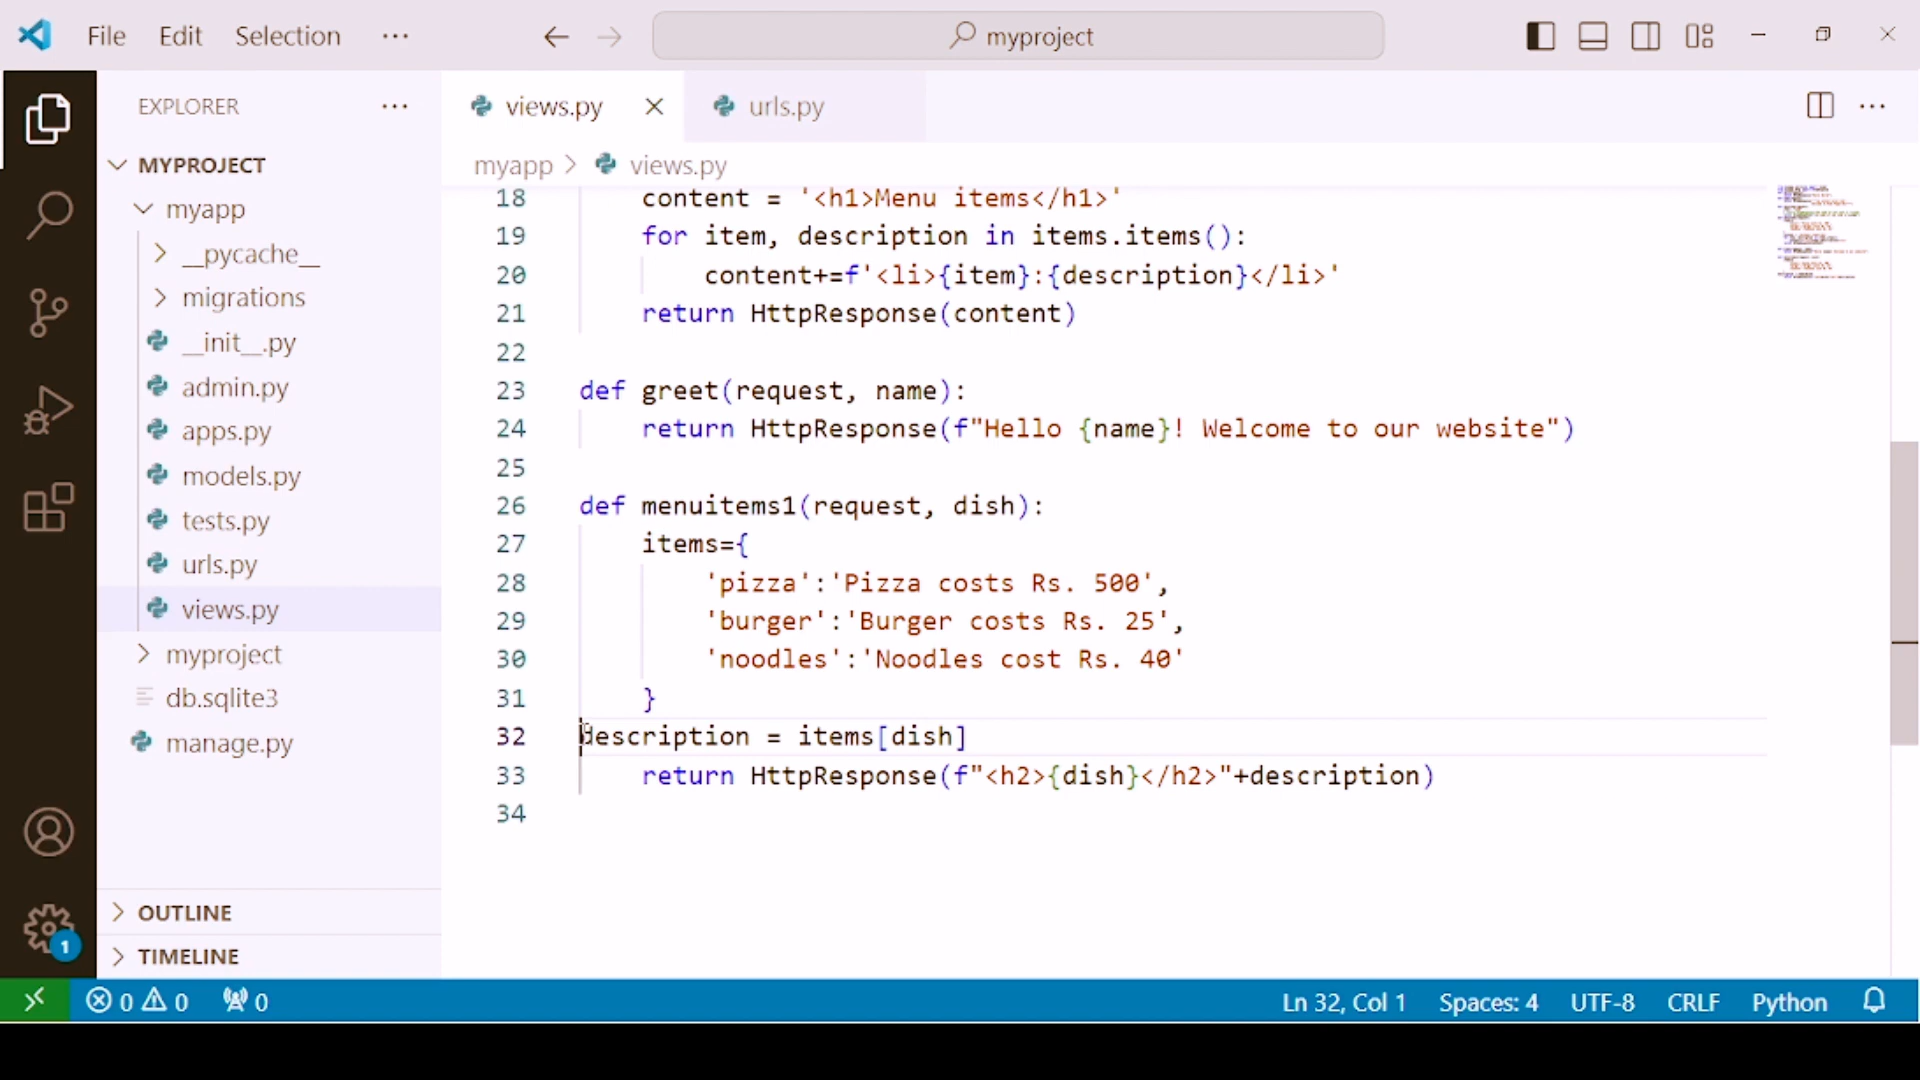 File Edit Selection ··· myproject
EXPLORER ···
MYPROJECT
myapp
__pycache__
migrations
__init__.py
admin.py
apps.py
models.py
tests.py
urls.py
views.py
myproject
db.sqlite3
manage.py
OUTLINE
TIMELINE
1
views.py urls.py
myapp > views.py
18 content = '<h1>Menu items</h1>'
19 for item, description in items.items():
20 content+=f'<li>{item}:{description}</li>'
21 return HttpResponse(content)
22
23 def greet(request, name):
24 return HttpResponse(f"Hello {name}! Welcome to our website")
25
26 def menuitems1(request, dish):
27 items={
28 'pizza':'Pizza costs Rs. 500',
29 'burger':'Burger costs Rs. 25',
30 'noodles':'Noodles cost Rs. 40'
31 }
32 description = items[dish]
33 return HttpResponse(f"<h2>{dish}</h2>"+description)
34
0 0 0 Ln 32, Col 1 Spaces: 4 UTF-8 CRLF Python